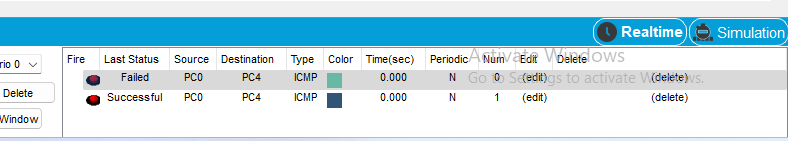 Realtime Simulation
rio 0
Fire Last Status Source Destination Type Color Time(sec) Periodic Num Edit Delete
Activate Windows
Failed PC0 PC4 ICMP 0.000 N 0 (edit) (delete)
Go to Settings to activate Windows.
Delete
Successful PC0 PC4 ICMP 0.000 N 1 (edit) (delete)
Window